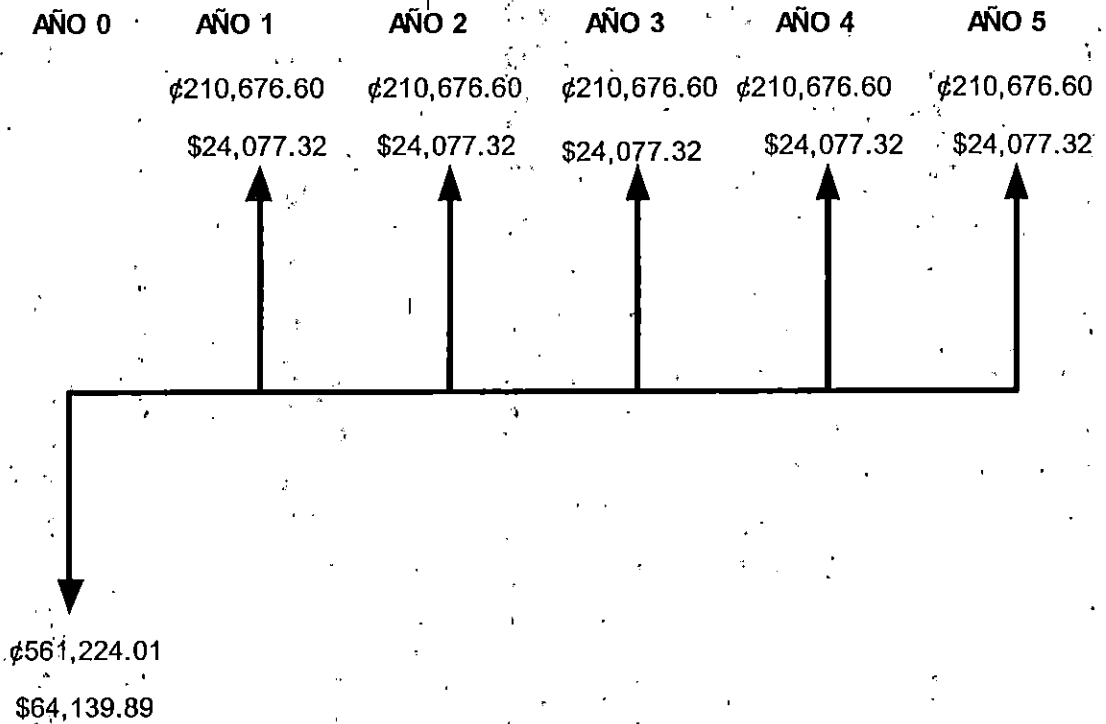 AÑO 0 AÑO 1 AÑO 2 AÑO 3 AÑO 4 AÑO 5
¢210,676.60 ¢210,676.60 ¢210,676.60 ¢210,676.60 ¢210,676.60
$24,077.32 $24,077.32 $24,077.32 $24,077.32 $24,077.32
¢561,224.01
$64,139.89